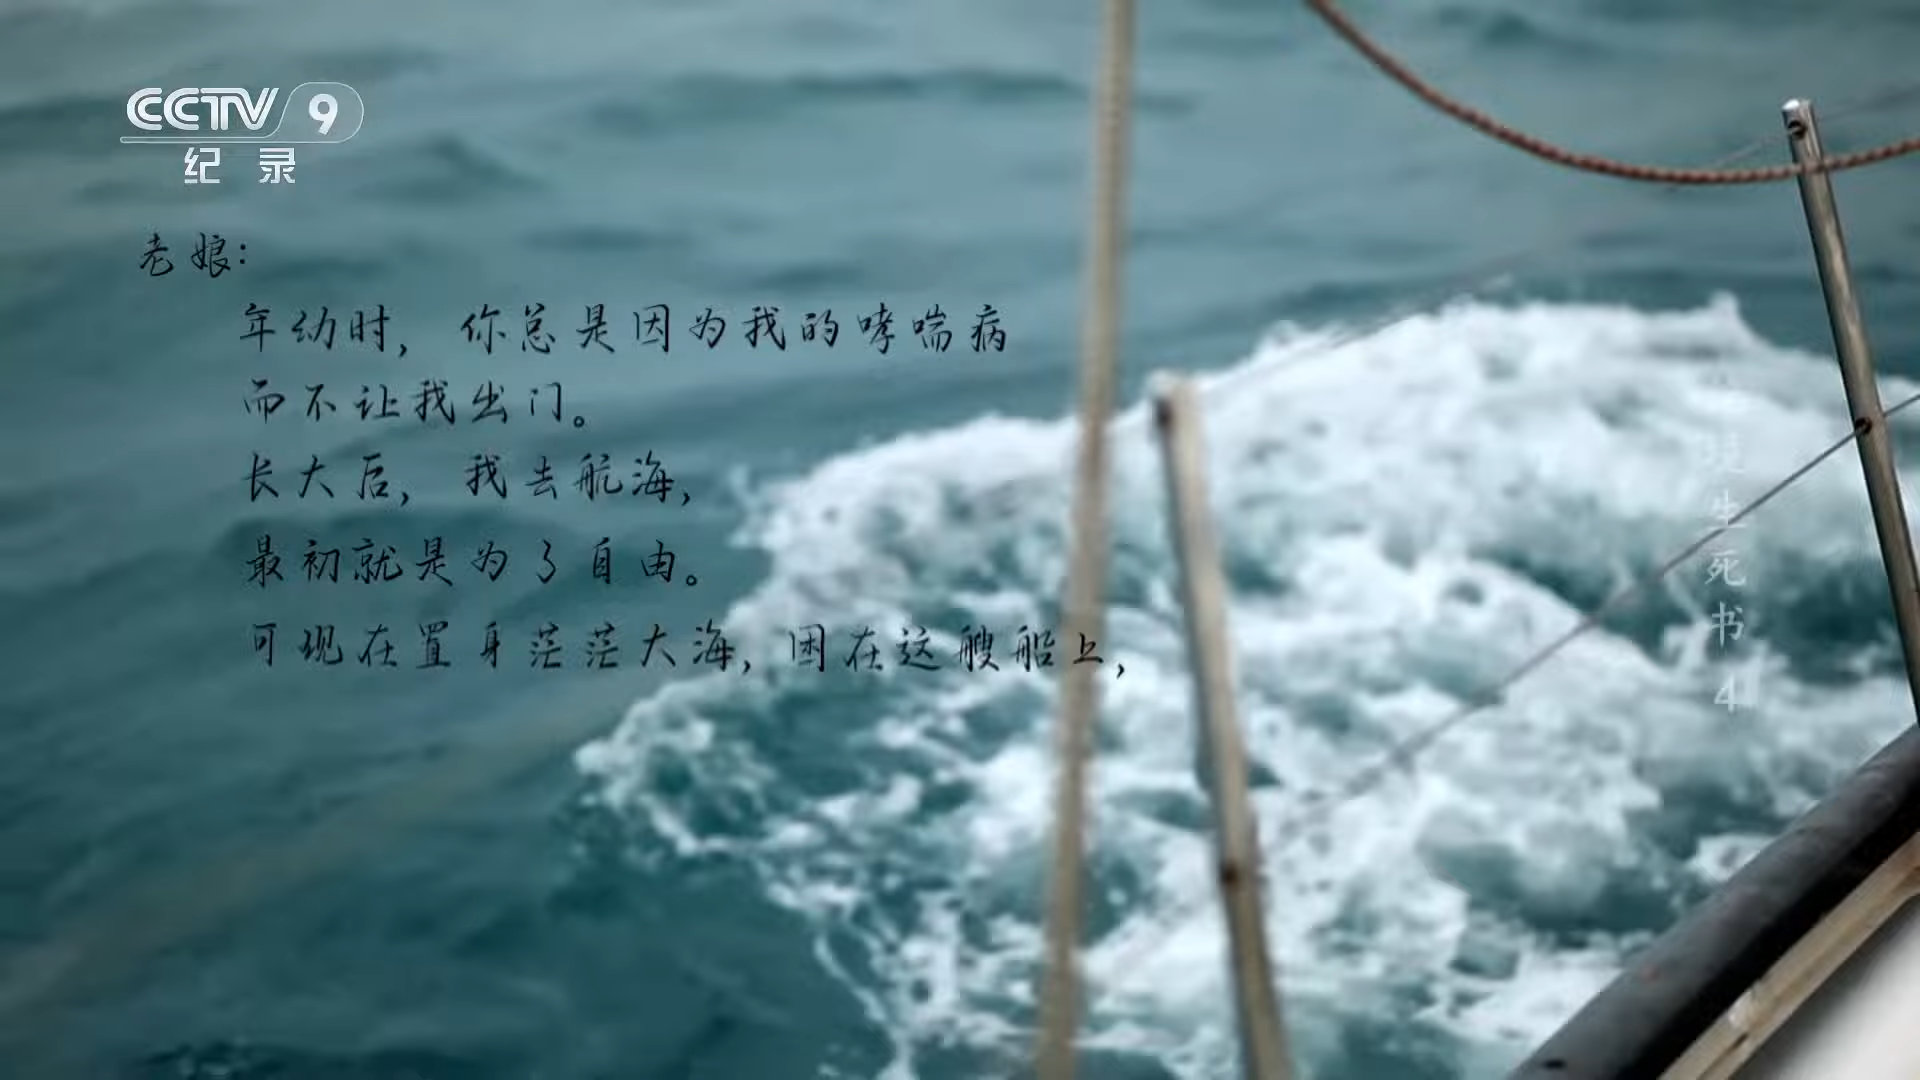 CCTV 9
纪录
老娘：
年幼时，你总是因为我的哮喘病
而不让我出门。
长大后，我去航海，
最初就是为了自由。
可现在置身茫茫大海，困在这艘船上，
生死书
4